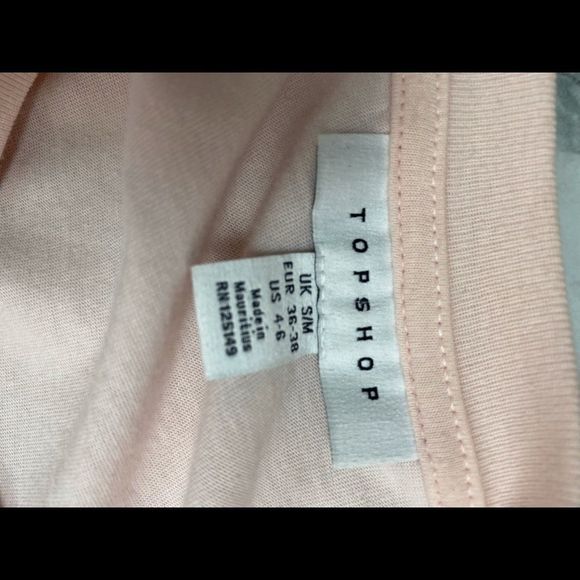 TOPSHOP
UK S/M
EUR 36-38
US 4-6
Made in
Mauritius
RN125149